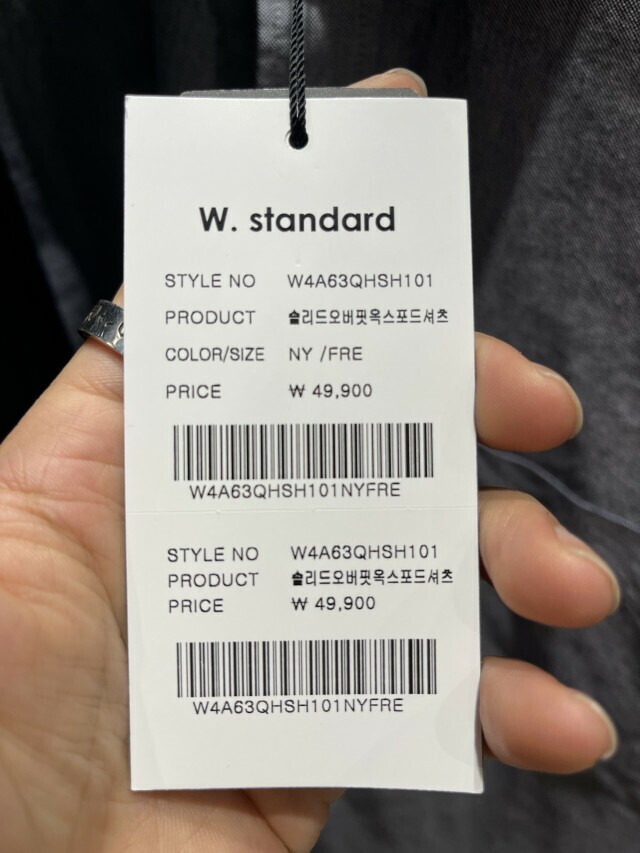 W. standard
STYLE NO W4A63QHSH101
PRODUCT 솔리드오버핏옥스포드셔츠
COLOR/SIZE NY /FRE
PRICE ₩ 49,900
W4A63QHSH101NYFRE
STYLE NO W4A63QHSH101
PRODUCT 솔리드오버핏옥스포드셔츠
PRICE ₩ 49,900
W4A63QHSH101NYFRE